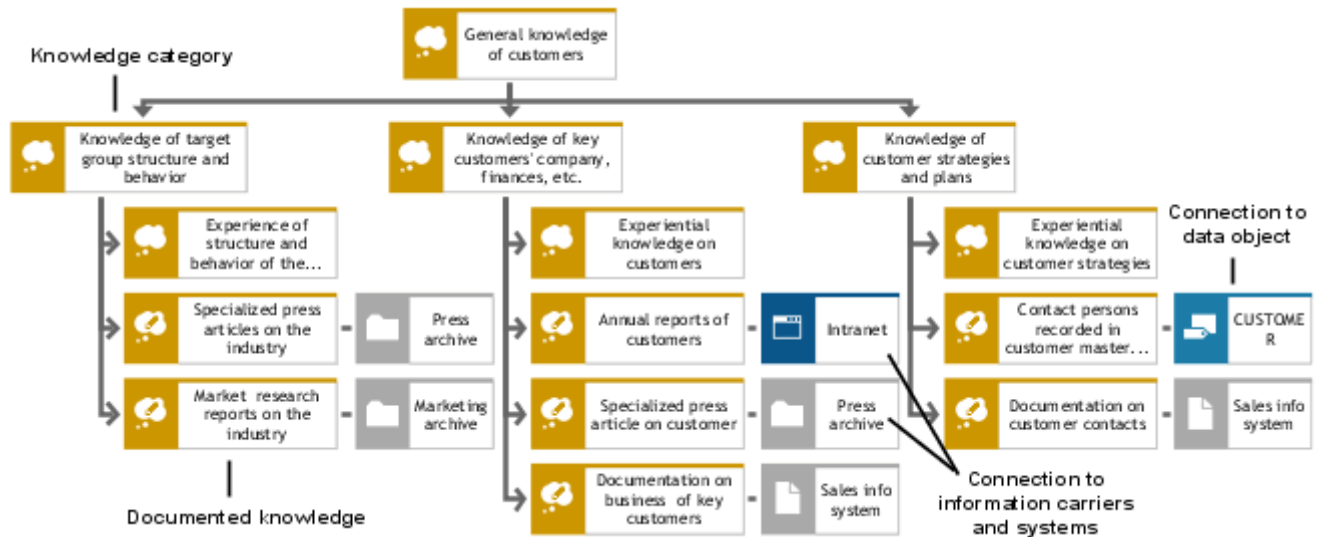 General knowledge
of customers
Knowledge category
Knowledge of target
group structure and
behavior
Knowledge of key
customers' company,
finances, etc.
Knowledge of
customer strategies
and plans
Experience of
structure and
behavior of the...
Specialized press
articles on the
industry
Press
archive
Market research
reports on the
industry
Marketing
archive
Documented knowledge
Experiential
knowledge on
customers
Annual reports of
customers
Intranet
Specialized press
article on customer
Press
archive
Documentation on
business of key
customers
Sales info
system
Experiential
knowledge on
customer strategies
Connection to
data object
Contact persons
recorded in
customer master...
CUSTOME
R
Documentation on
customer contacts
Sales info
system
Connection to
information carriers
and systems